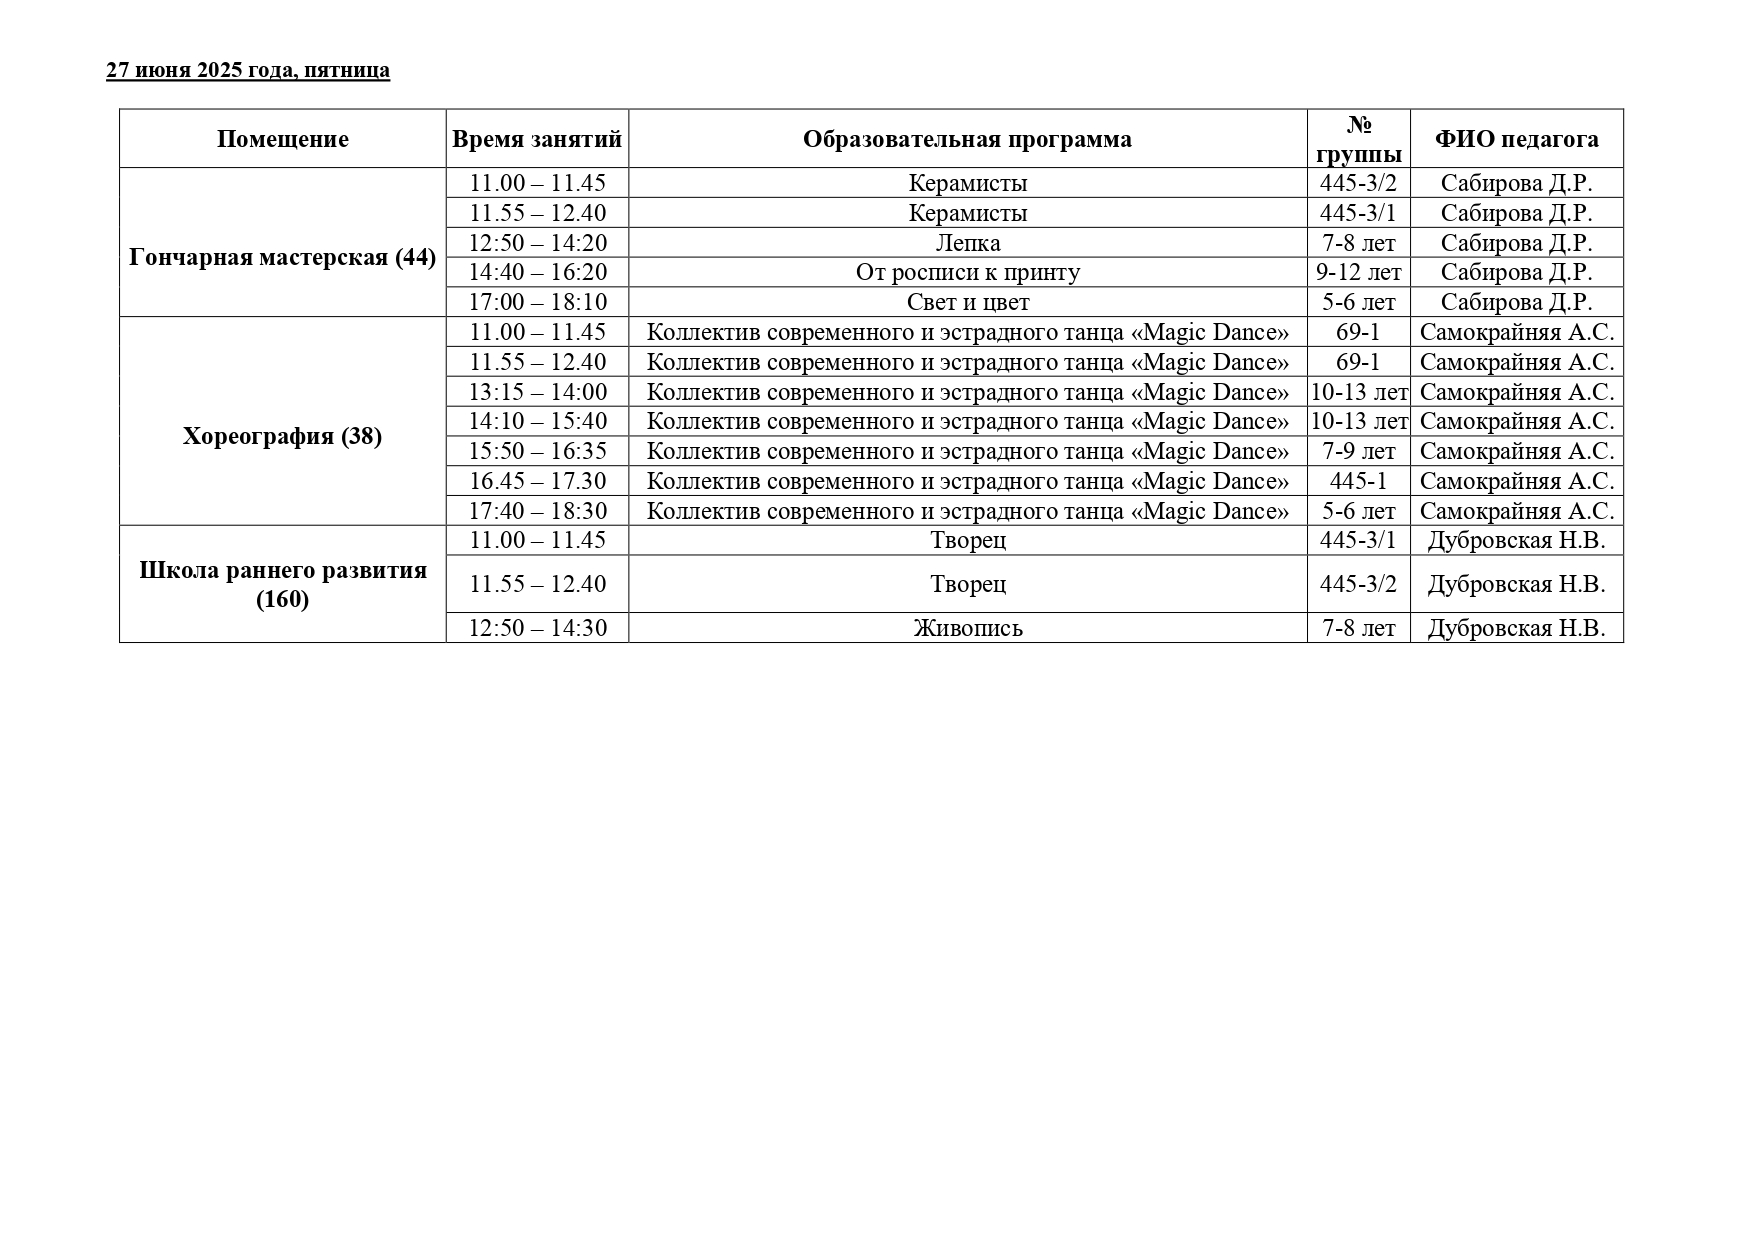 27 июня 2025 года, пятница
Помещение Время занятий Образовательная программа № группы ФИО педагога
Гончарная мастерская (44)
11.00 – 11.45 Керамисты 445-3/2 Сабирова Д.Р.
11.55 – 12.40 Керамисты 445-3/1 Сабирова Д.Р.
12:50 – 14:20 Лепка 7-8 лет Сабирова Д.Р.
14:40 – 16:20 От росписи к принту 9-12 лет Сабирова Д.Р.
17:00 – 18:10 Свет и цвет 5-6 лет Сабирова Д.Р.
Хореография (38)
11.00 – 11.45 Коллектив современного и эстрадного танца «Magic Dance» 69-1 Самокрайняя А.С.
11.55 – 12.40 Коллектив современного и эстрадного танца «Magic Dance» 69-1 Самокрайняя А.С.
13:15 – 14:00 Коллектив современного и эстрадного танца «Magic Dance» 10-13 лет Самокрайняя А.С.
14:10 – 15:40 Коллектив современного и эстрадного танца «Magic Dance» 10-13 лет Самокрайняя А.С.
15:50 – 16:35 Коллектив современного и эстрадного танца «Magic Dance» 7-9 лет Самокрайняя А.С.
16.45 – 17.30 Коллектив современного и эстрадного танца «Magic Dance» 445-1 Самокрайняя А.С.
17:40 – 18:30 Коллектив современного и эстрадного танца «Magic Dance» 5-6 лет Самокрайняя А.С.
Школа раннего развития
(160)
11.00 – 11.45 Творец 445-3/1 Дубровская Н.В.
11.55 – 12.40 Творец 445-3/2 Дубровская Н.В.
12:50 – 14:30 Живопись 7-8 лет Дубровская Н.В.